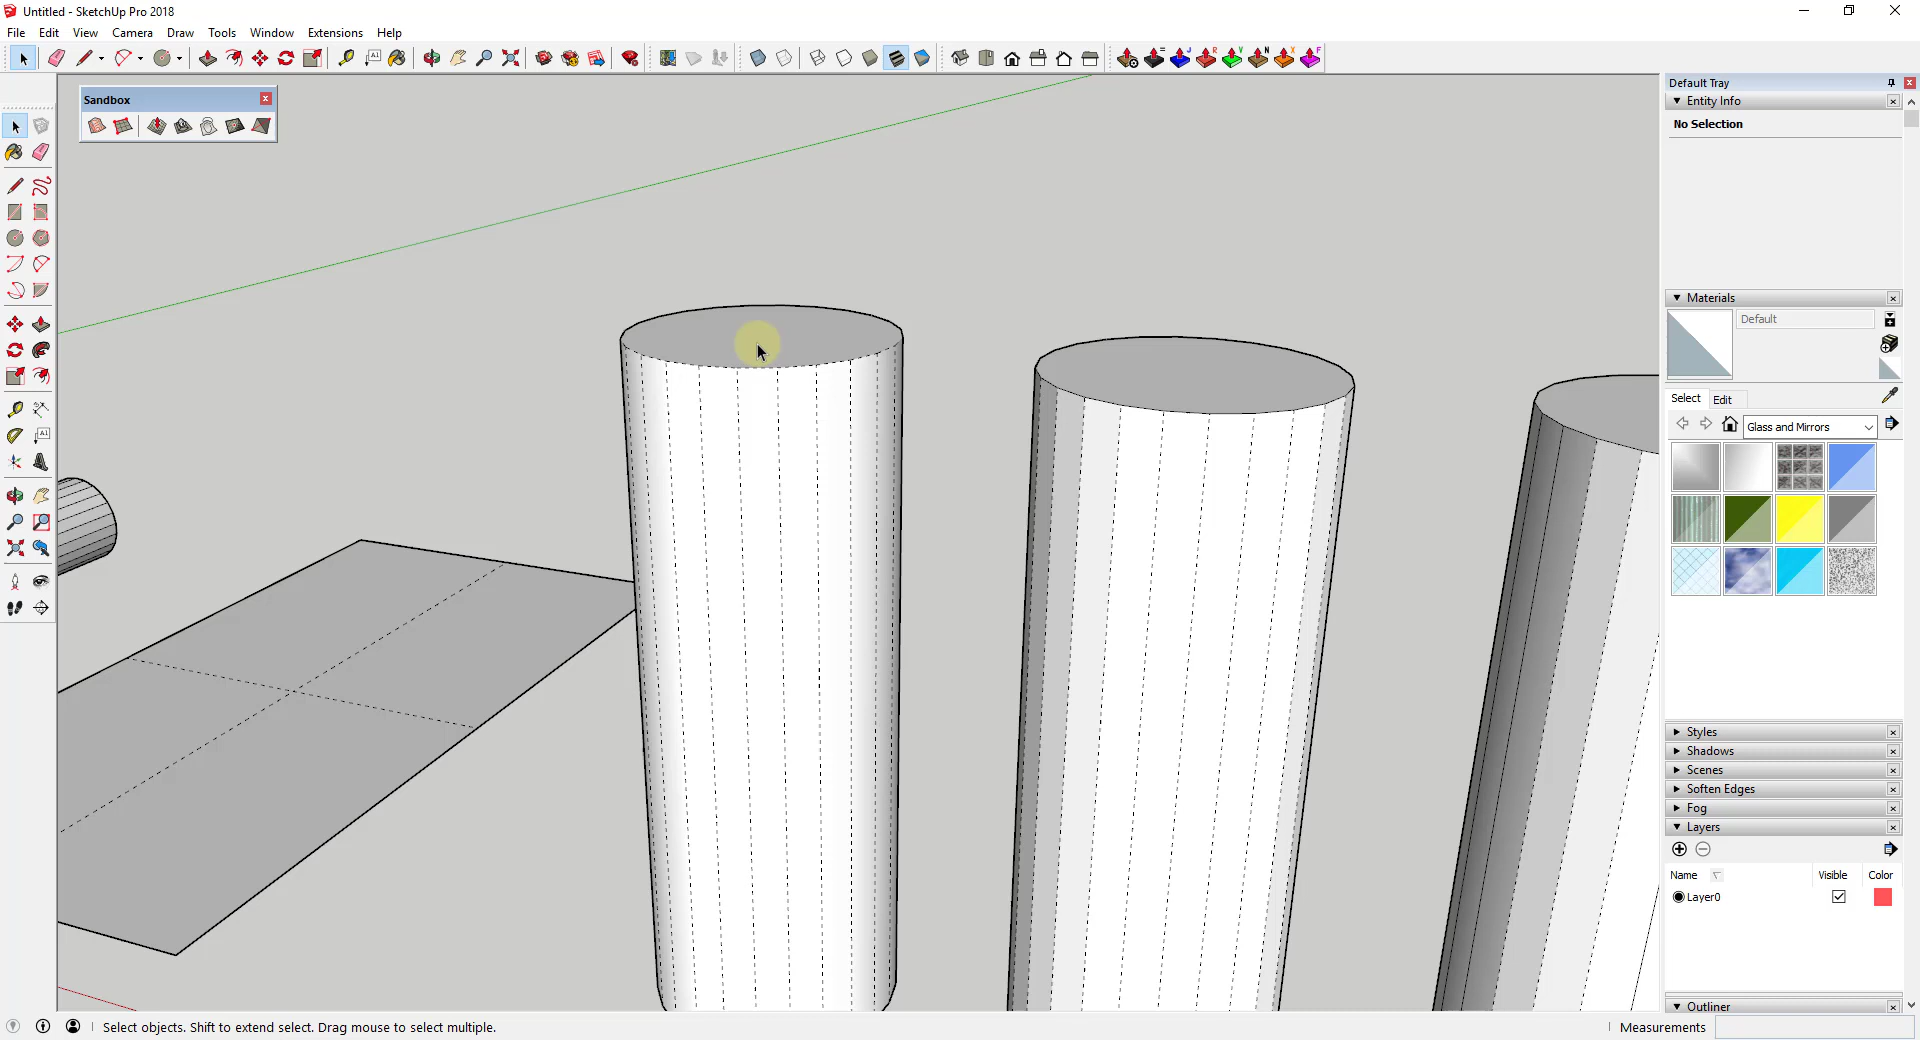 Untitled - SketchUp Pro 2018
File Edit View Camera Draw Tools Window Extensions Help
Sandbox
Default Tray
Entity Info
No Selection
Materials
Default
Select Edit
Glass and Mirrors
Styles
Shadows
Scenes
Soften Edges
Fog
Layers
Name Visible Color
Layer0
Outliner
Select objects. Shift to extend select. Drag mouse to select multiple.
Measurements